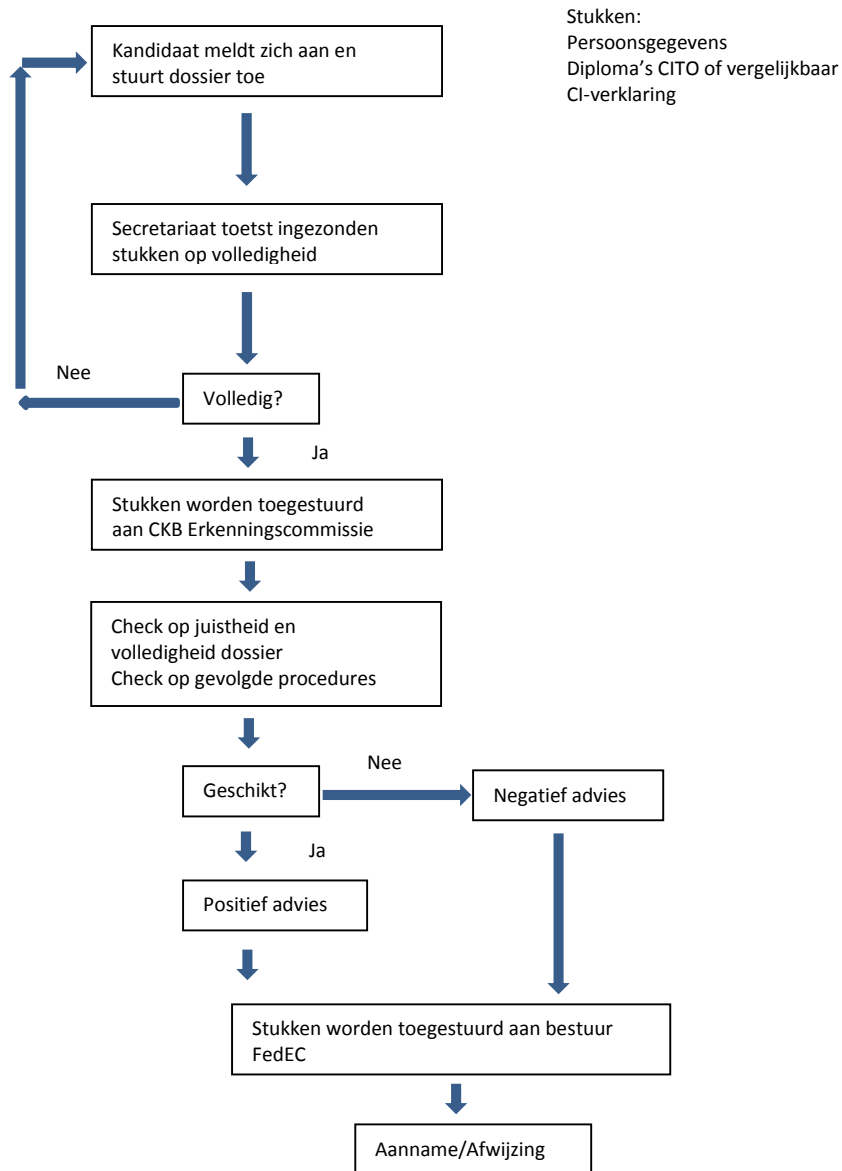 Stukken:
Persoonsgegevens
Diploma's CITO of vergelijkbaar
CI-verklaring
Kandidaat meldt zich aan en
stuurt dossier toe
Secretariaat toetst ingezonden
stukken op volledigheid
Nee
Volledig?
Ja
Stukken worden toegestuurd
aan CKB Erkenningscommissie
Check op juistheid en
volledigheid dossier
Check op gevolgde procedures
Nee
Geschikt?
Negatief advies
Ja
Positief advies
Stukken worden toegestuurd aan bestuur
FedEC
Aanname/Afwijzing